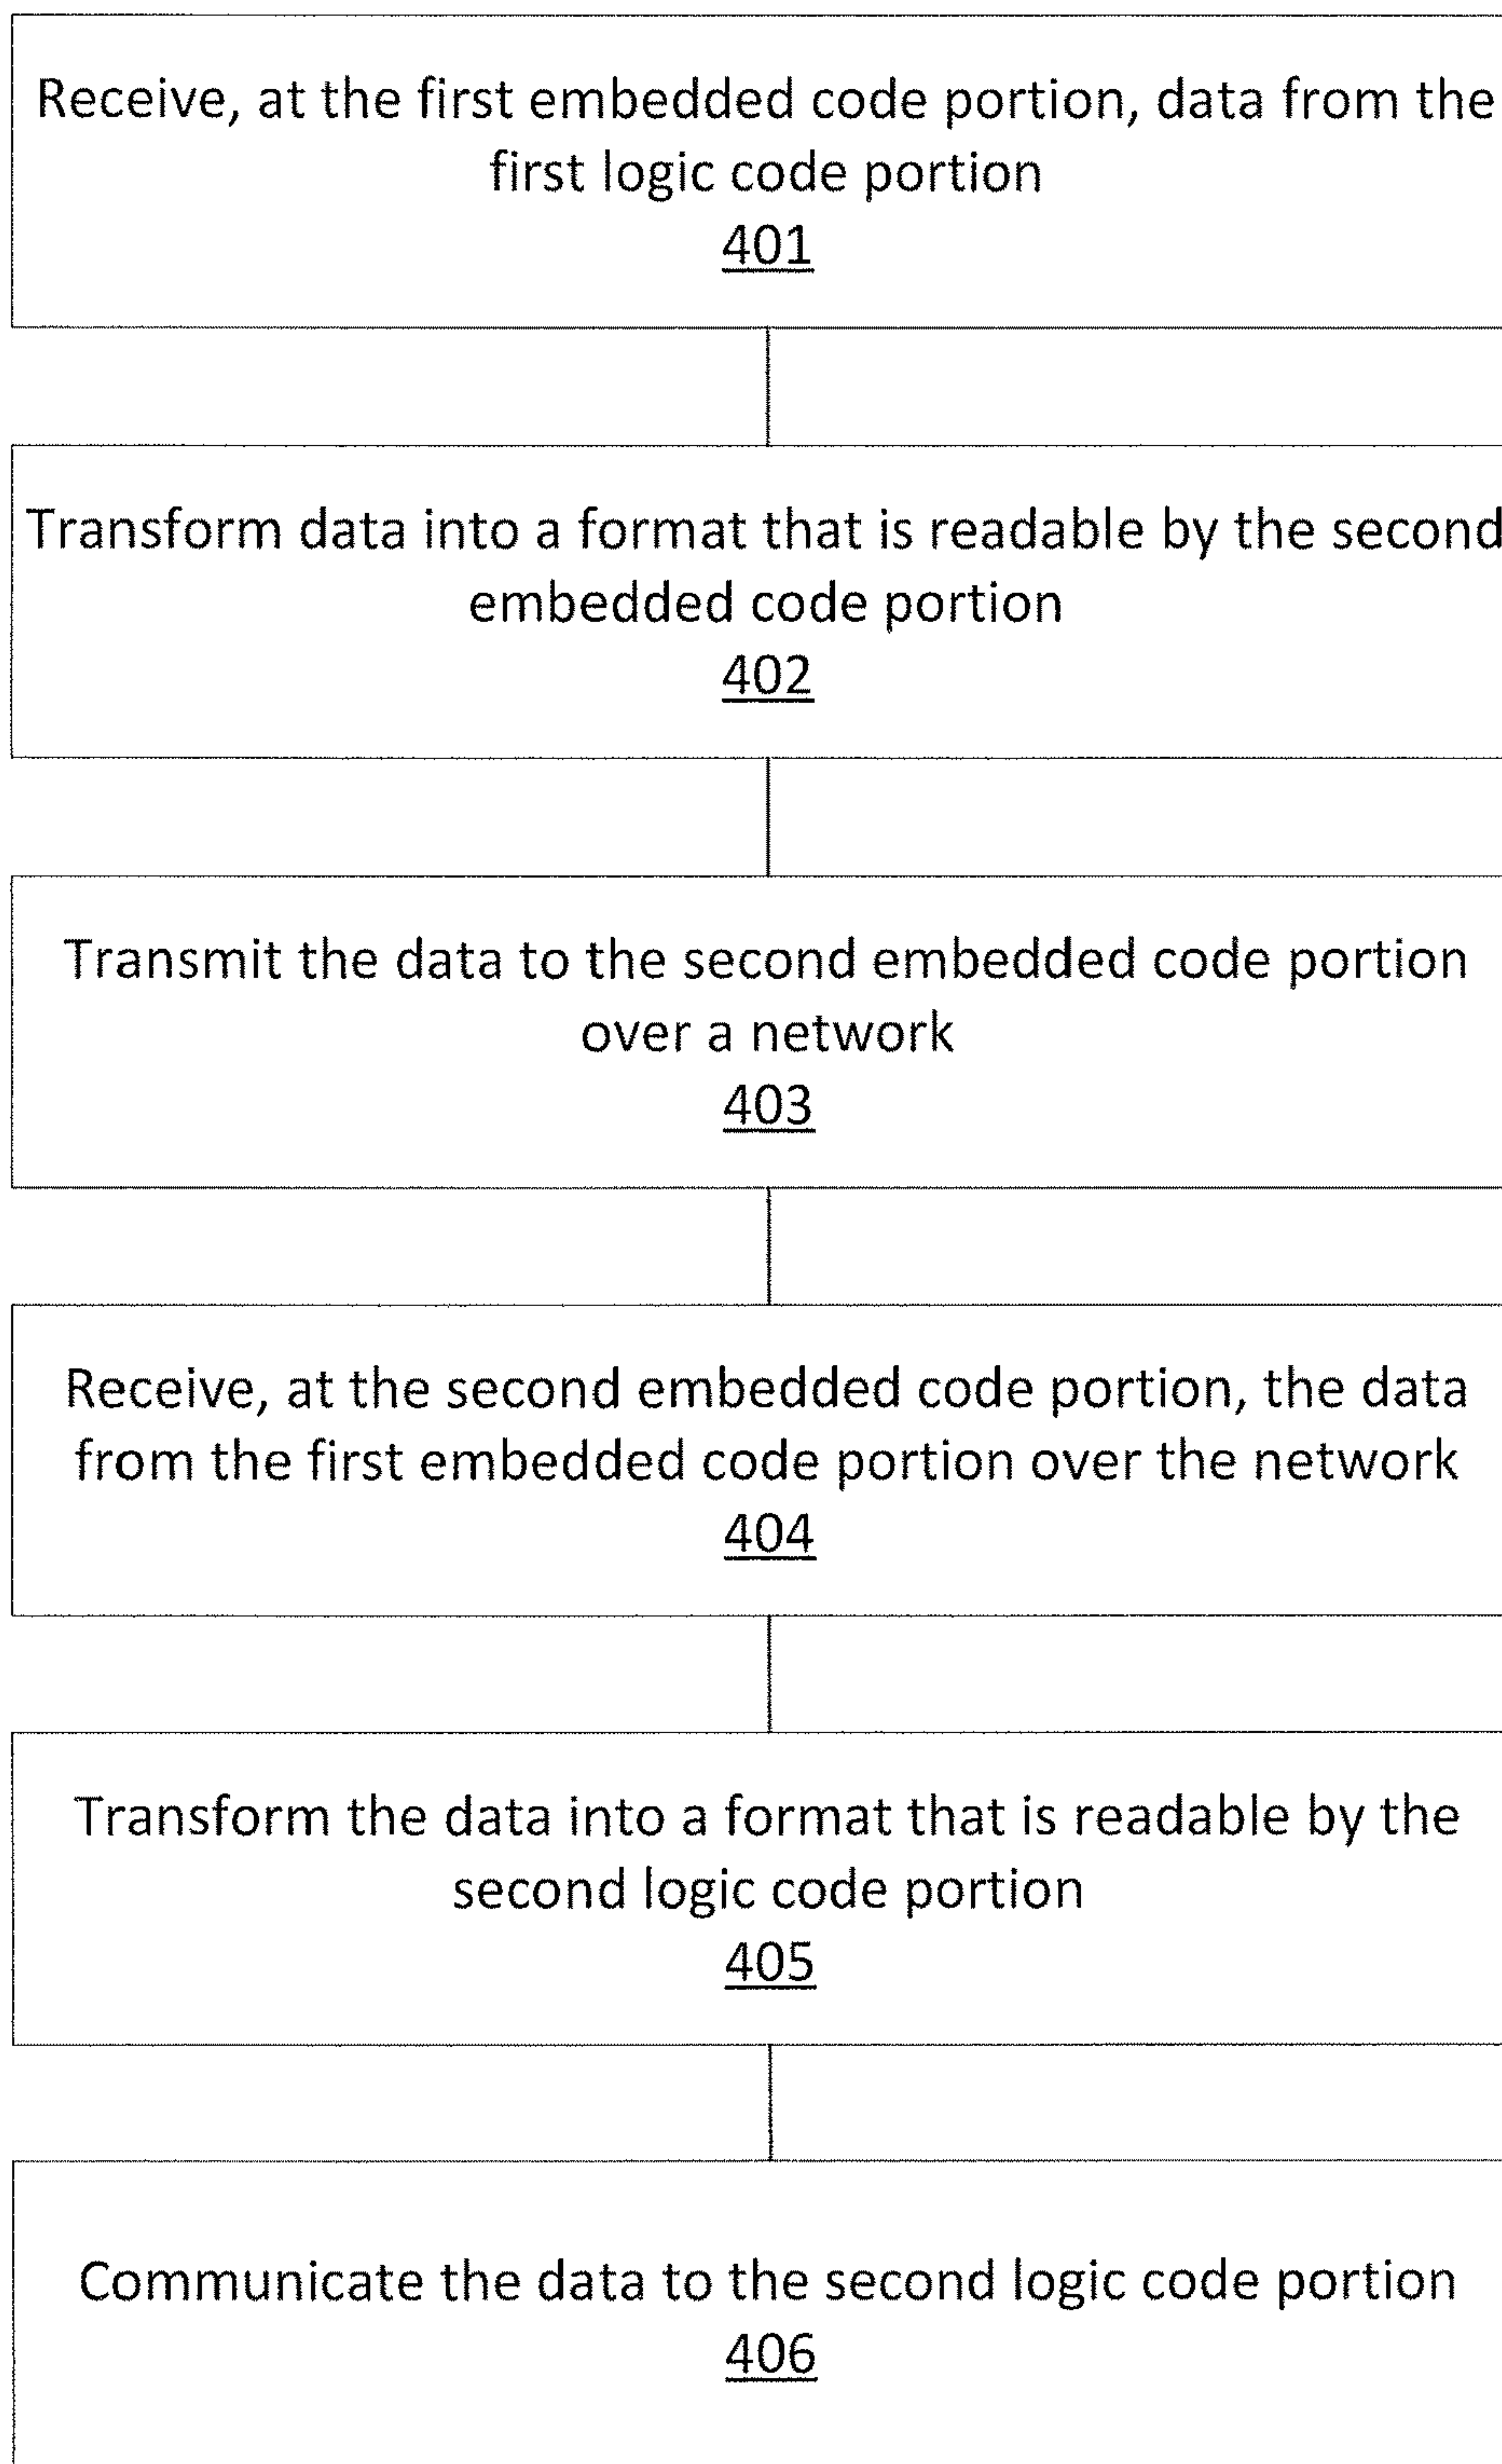 Receive, at the first embedded code portion, data from the
first logic code portion
401
Transform data into a format that is readable by the second
embedded code portion
402
Transmit the data to the second embedded code portion
over a network
403
Receive, at the second embedded code portion, the data
from the first embedded code portion over the network
404
Transform the data into a format that is readable by the
second logic code portion
405
Communicate the data to the second logic code portion
406